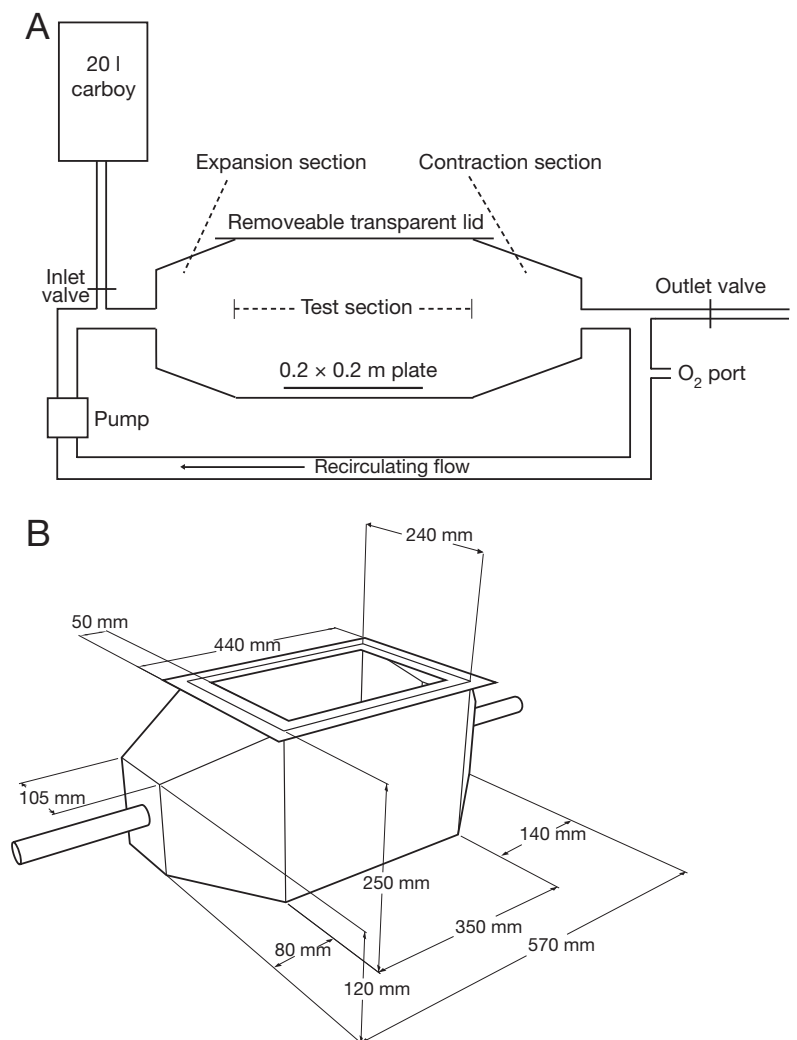 A
20 l
carboy
Expansion section
Contraction section
Removeable transparent lid
Inlet
valve
Outlet valve
Test section
0.2 × 0.2 m plate
O₂ port
Pump
Recirculating flow
B
240 mm
50 mm
440 mm
105 mm
140 mm
250 mm
350 mm
570 mm
80 mm
120 mm